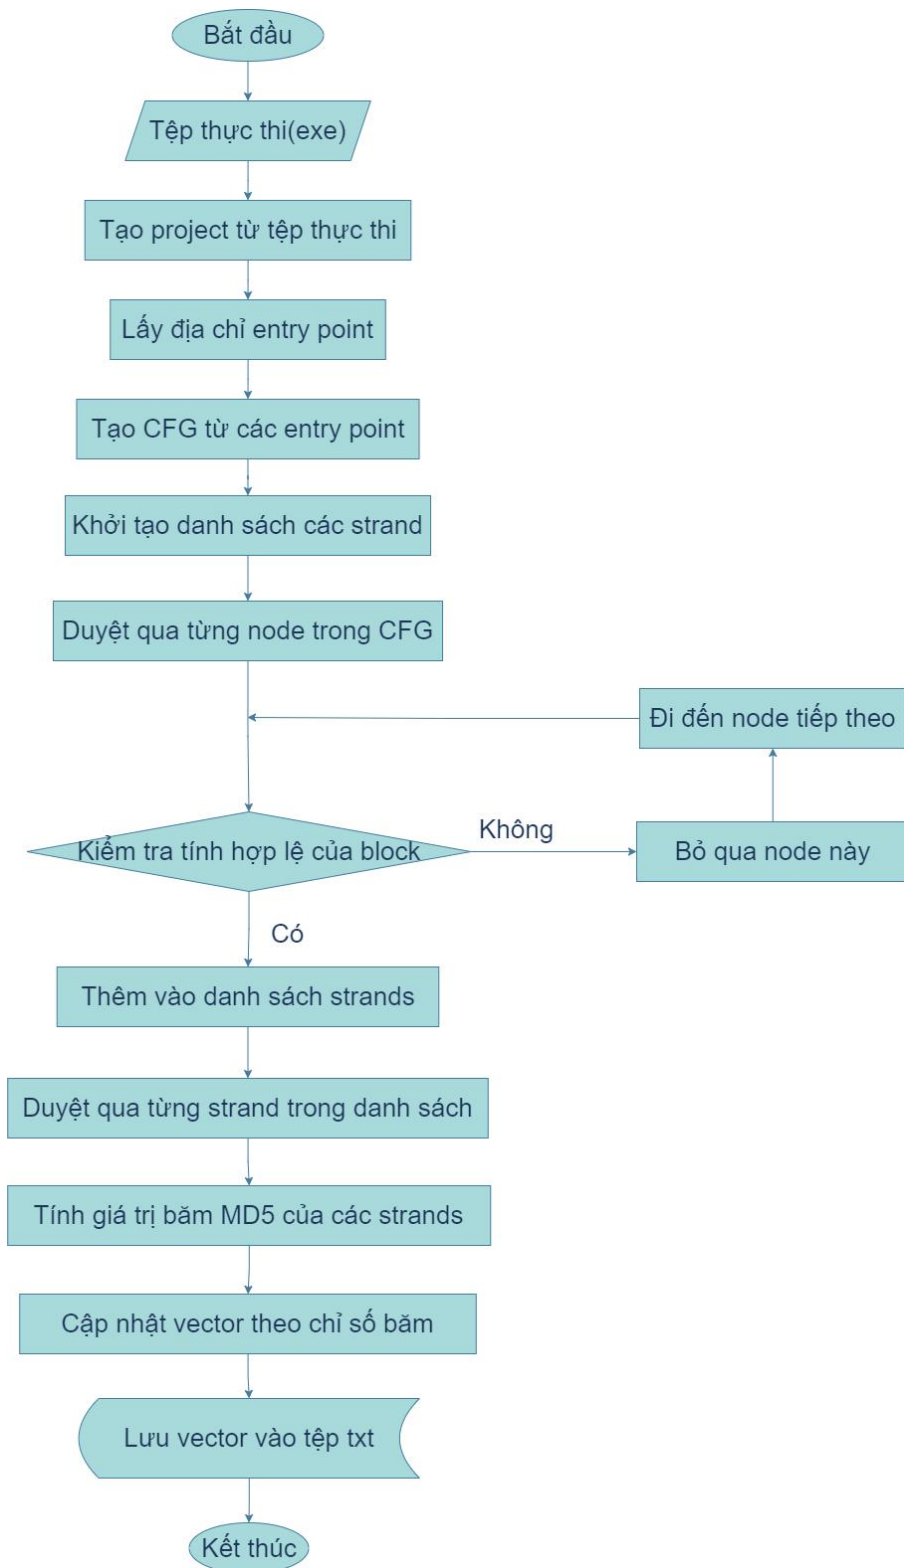 Bắt đầu
Tệp thực thi(exe)
Tạo project từ tệp thực thi
Lấy địa chỉ entry point
Tạo CFG từ các entry point
Khởi tạo danh sách các strand
Duyệt qua từng node trong CFG
Đi đến node tiếp theo
Kiểm tra tính hợp lệ của block
Không
Bỏ qua node này
Có
Thêm vào danh sách strands
Duyệt qua từng strand trong danh sách
Tính giá trị băm MD5 của các strands
Cập nhật vector theo chỉ số băm
Lưu vector vào tệp txt
Kết thúc